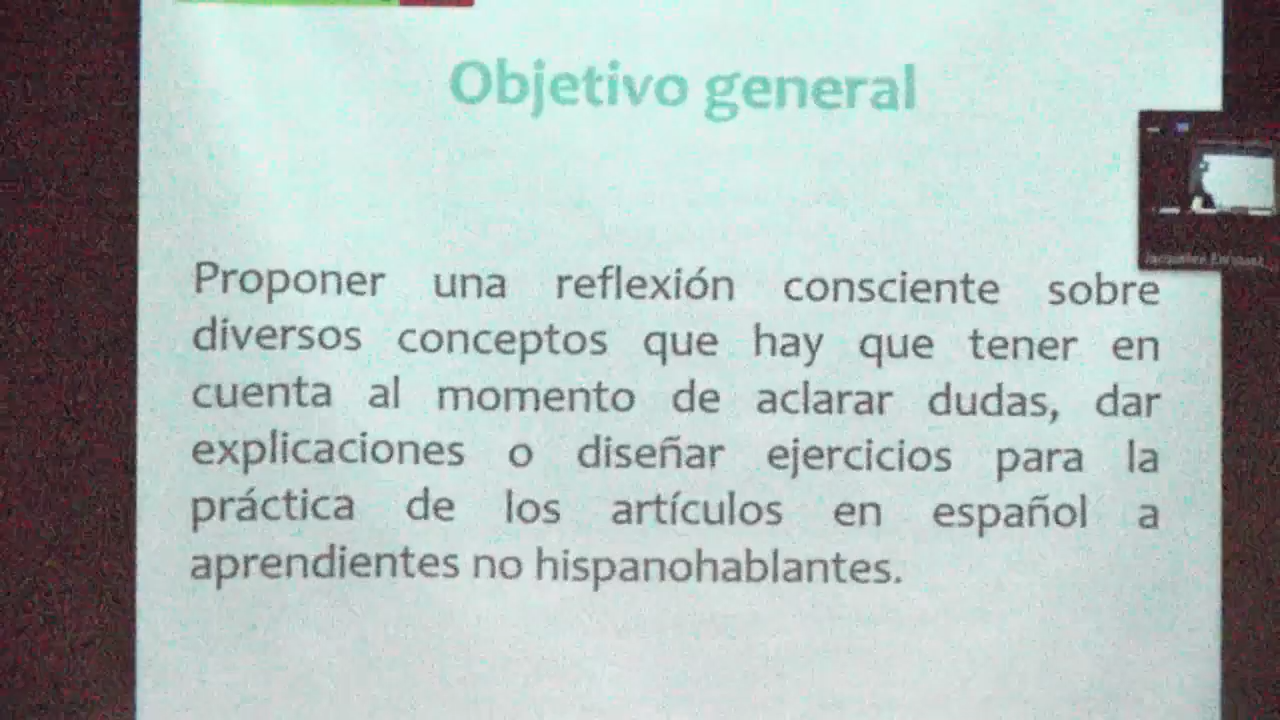 Objetivo general
Proponer una reflexión consciente sobre
diversos conceptos que hay que tener en
cuenta al momento de aclarar dudas, dar
explicaciones o diseñar ejercicios para la
práctica de los artículos en español a
aprendientes no hispanohablantes.